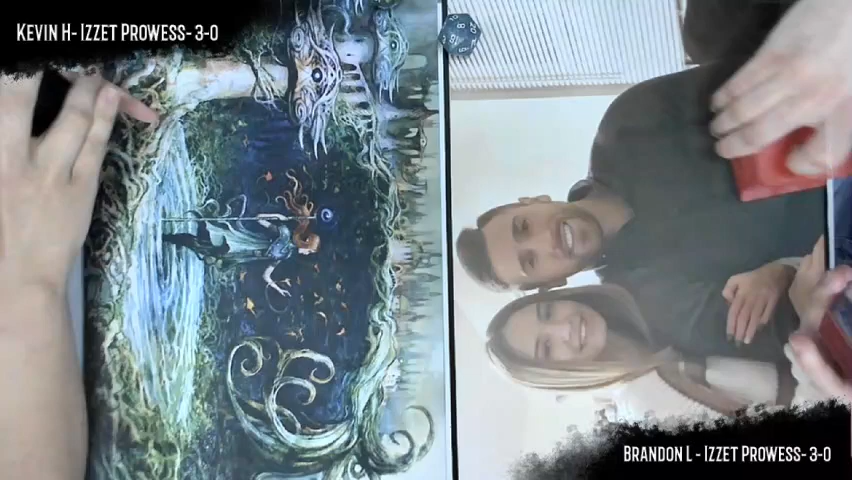 KEVIN H- IZZET PROWESS- 3-0
BRANDON L - IZZET PROWESS- 3-0